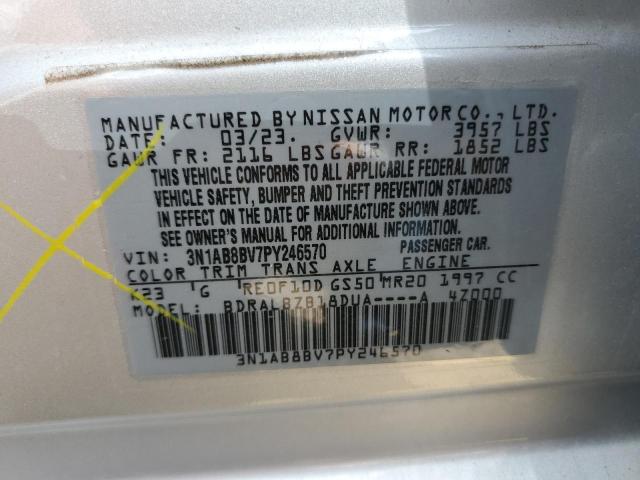 MANUFACTURED BY NISSAN MOTOR CO., LTD.
DATE: 03/23. GVWR: 3957 LBS
GAWR FR: 2116 LBS GAWR RR: 1852 LBS
THIS VEHICLE CONFORMS TO ALL APPLICABLE FEDERAL MOTOR
VEHICLE SAFETY, BUMPER AND THEFT PREVENTION STANDARDS
IN EFFECT ON THE DATE OF MANUFACTURE SHOWN ABOVE.
SEE OWNER'S MANUAL FOR ADDITIONAL INFORMATION.
VIN: 3N1AB8BV7PY246570 PASSENGER CAR.
COLOR TRIM TRANS AXLE ENGINE
K23 G RE0F10D GS50 MR20 1997 CC
MODEL: BDRALBZB18DUA----A 4Z000
3N1AB8BV7PY246570